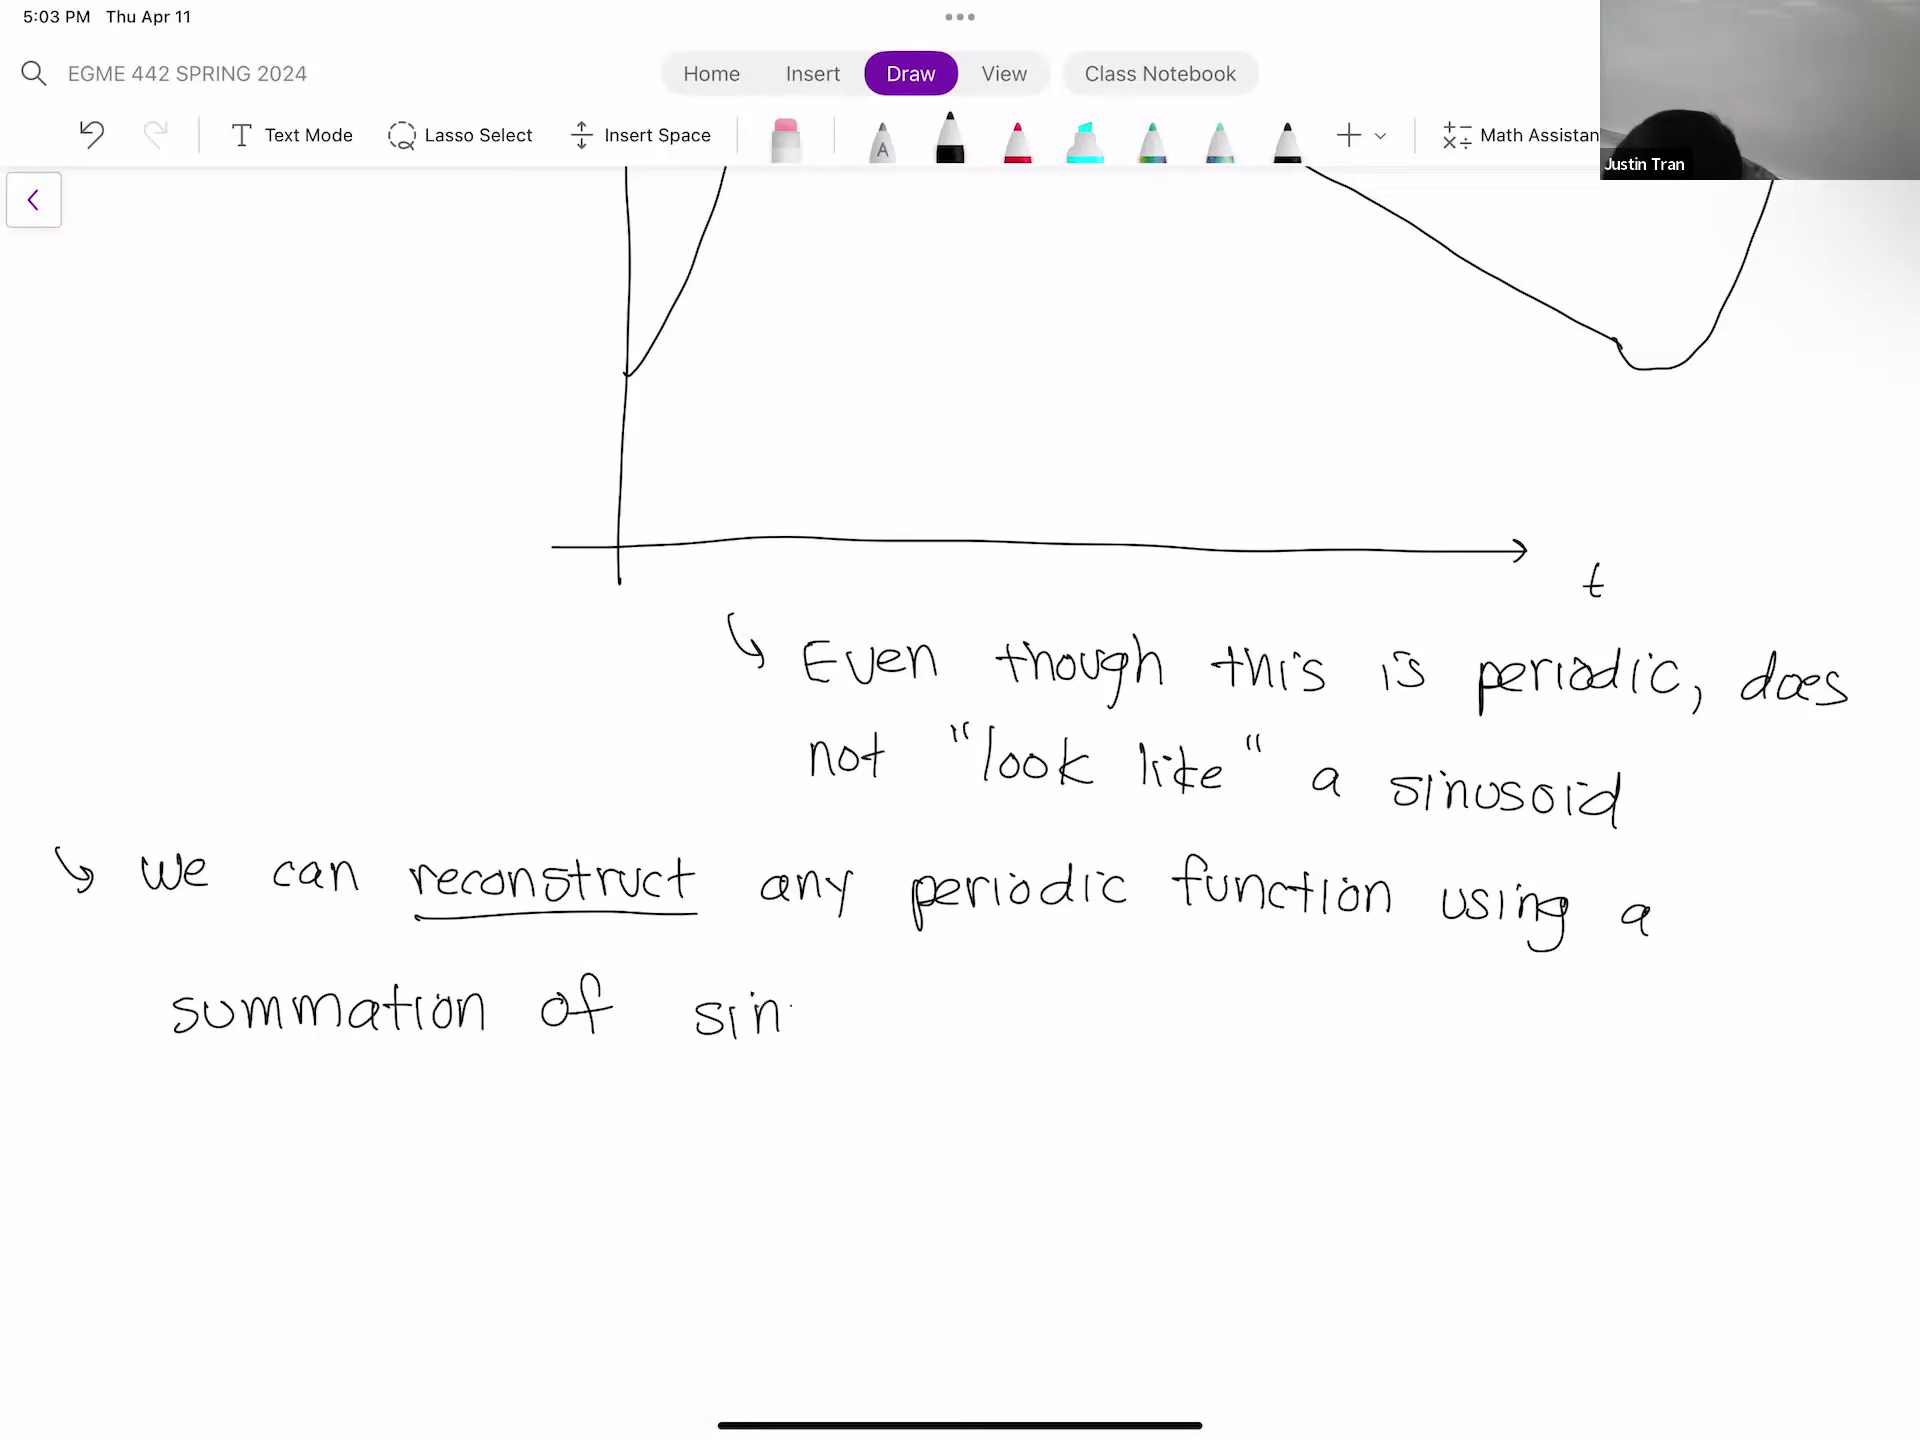 5:03 PM Thu Apr 11
EGME 442 SPRING 2024
Home Insert Draw View Class Notebook
T Text Mode Lasso Select Insert Space A Math Assistan
Justin Tran
t
↳ Even though this is periodic, does
not "look like" a sinusoid
↳ we can reconstruct any periodic function using a
summation of sin